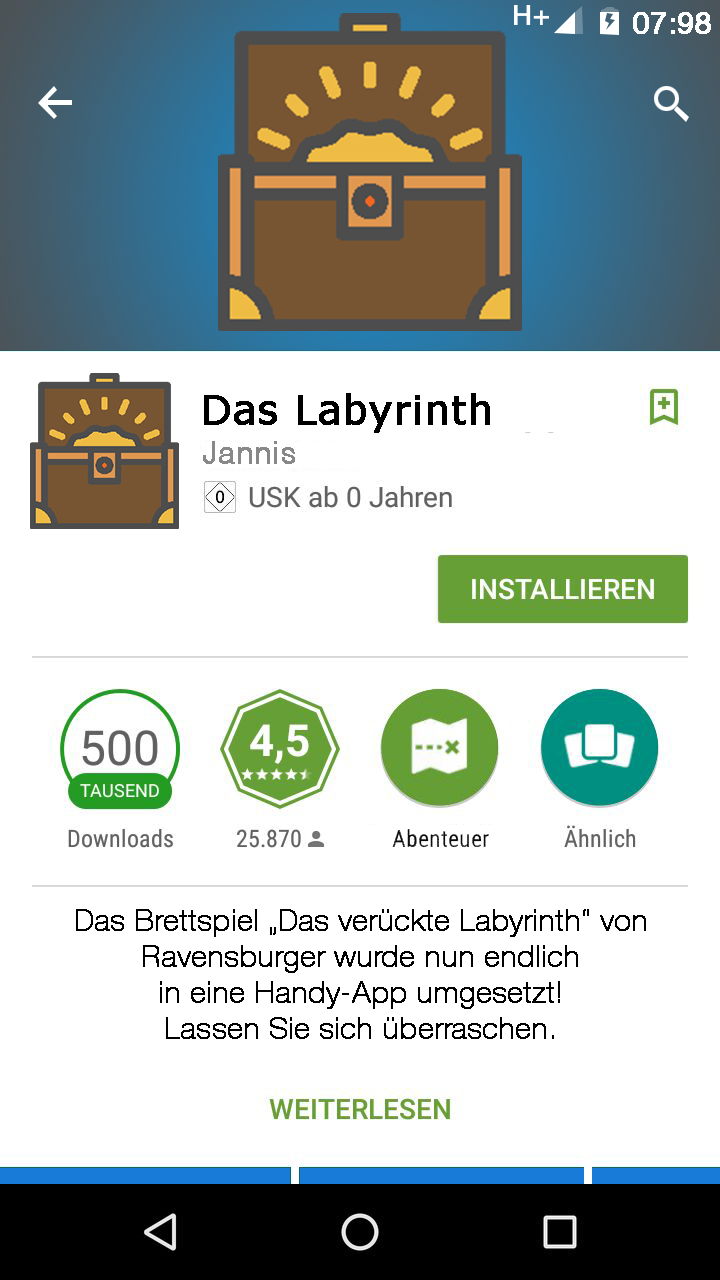 H+ 07:98
Das Labyrinth
Jannis
0 USK ab 0 Jahren
INSTALLIEREN
500 4,5
TAUSEND
Downloads 25.870 Abenteuer Ähnlich
Das Brettspiel „Das verückte Labyrinth“ von
Ravensburger wurde nun endlich
in eine Handy-App umgesetzt!
Lassen Sie sich überraschen.
WEITERLESEN